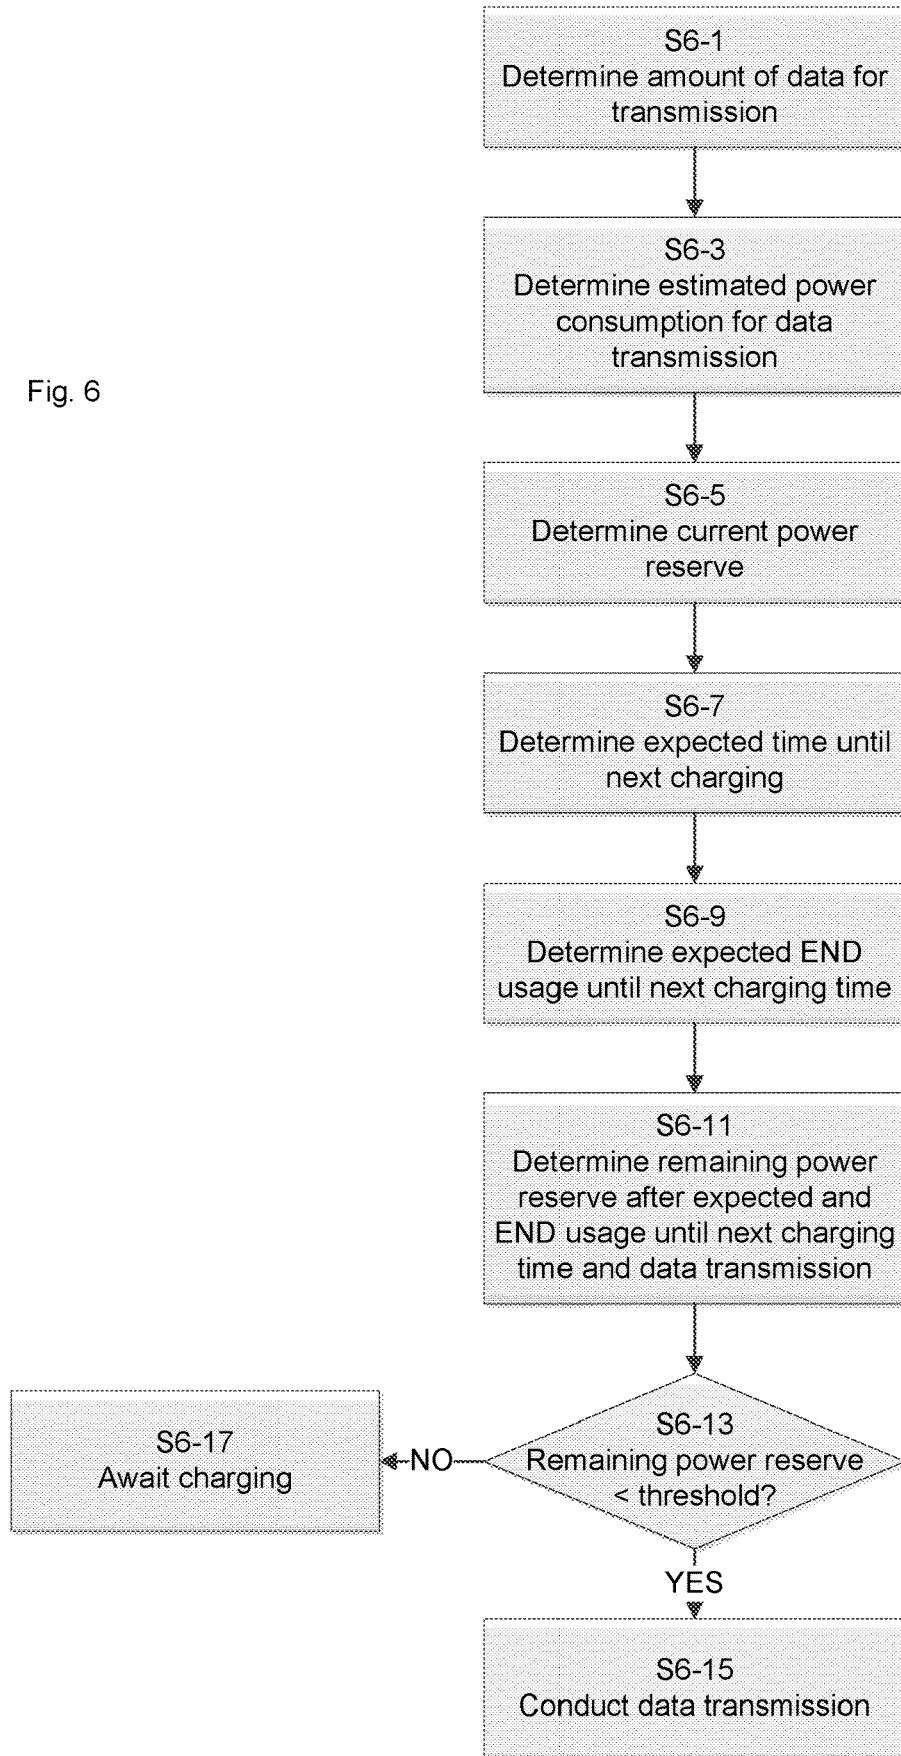 S6-1
Determine amount of data for
transmission
S6-3
Determine estimated power
consumption for data
transmission
Fig. 6
S6-5
Determine current power
reserve
S6-7
Determine expected time until
next charging
S6-9
Determine expected END
usage until next charging time
S6-11
Determine remaining power
reserve after expected and
END usage until next charging
time and data transmission
S6-13
Remaining power reserve
< threshold?
NO
S6-17
Await charging
YES
S6-15
Conduct data transmission